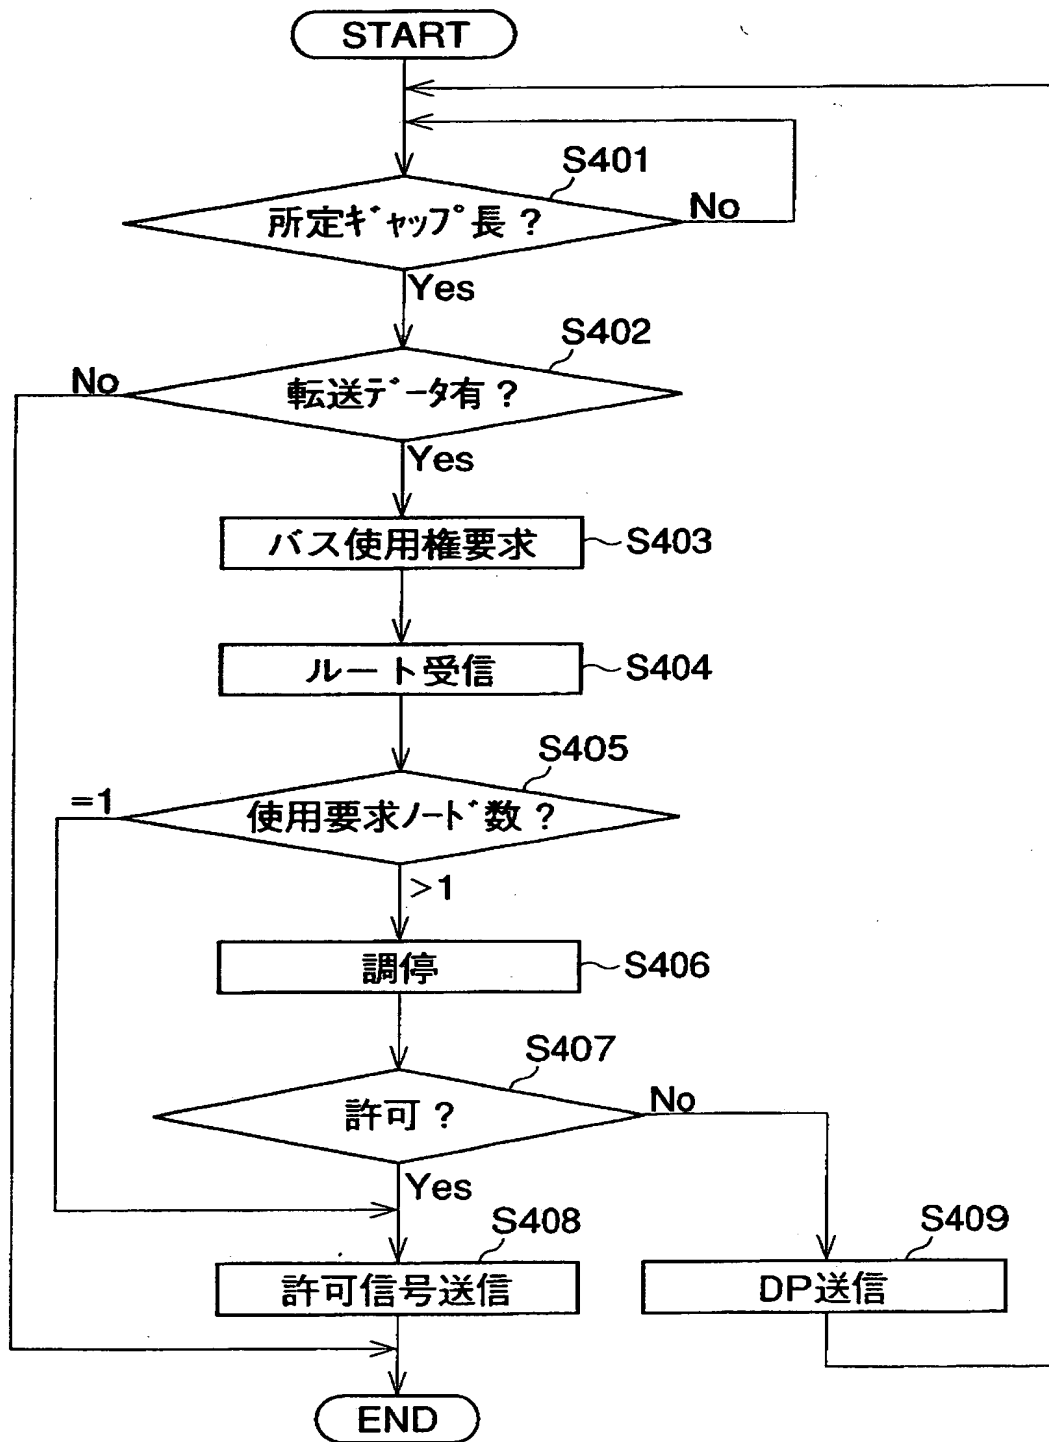 START
S401
所定ギャップ長?
No
Yes
S402
No
転送データ有?
Yes
バス使用権要求
S403
ルート受信
S404
S405
=1
使用要求ノード数?
>1
調停
S406
S407
許可?
No
Yes
S408
S409
許可信号送信
DP送信
END